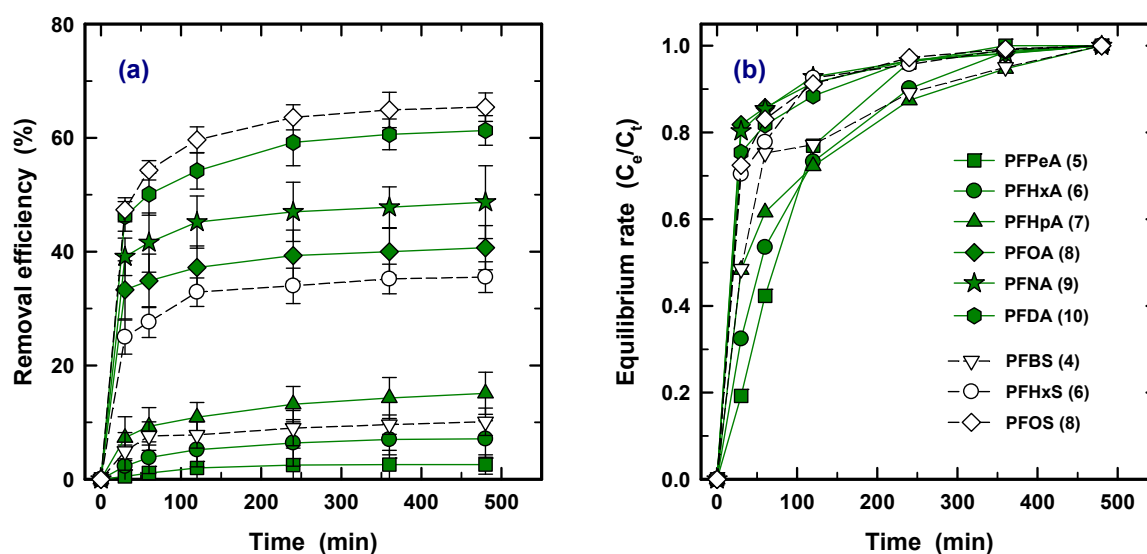 (a)
Removal efficiency (%)
80
60
40
20
0
0 100 200 300 400 500
Time (min)
(b)
Equilibrium rate (Ce/Ct)
1.0
0.8
0.6
0.4
0.2
0.0
PFPeA (5)
PFHxA (6)
PFHpA (7)
PFOA (8)
PFNA (9)
PFDA (10)
PFBS (4)
PFHxS (6)
PFOS (8)
0 100 200 300 400 500
Time (min)